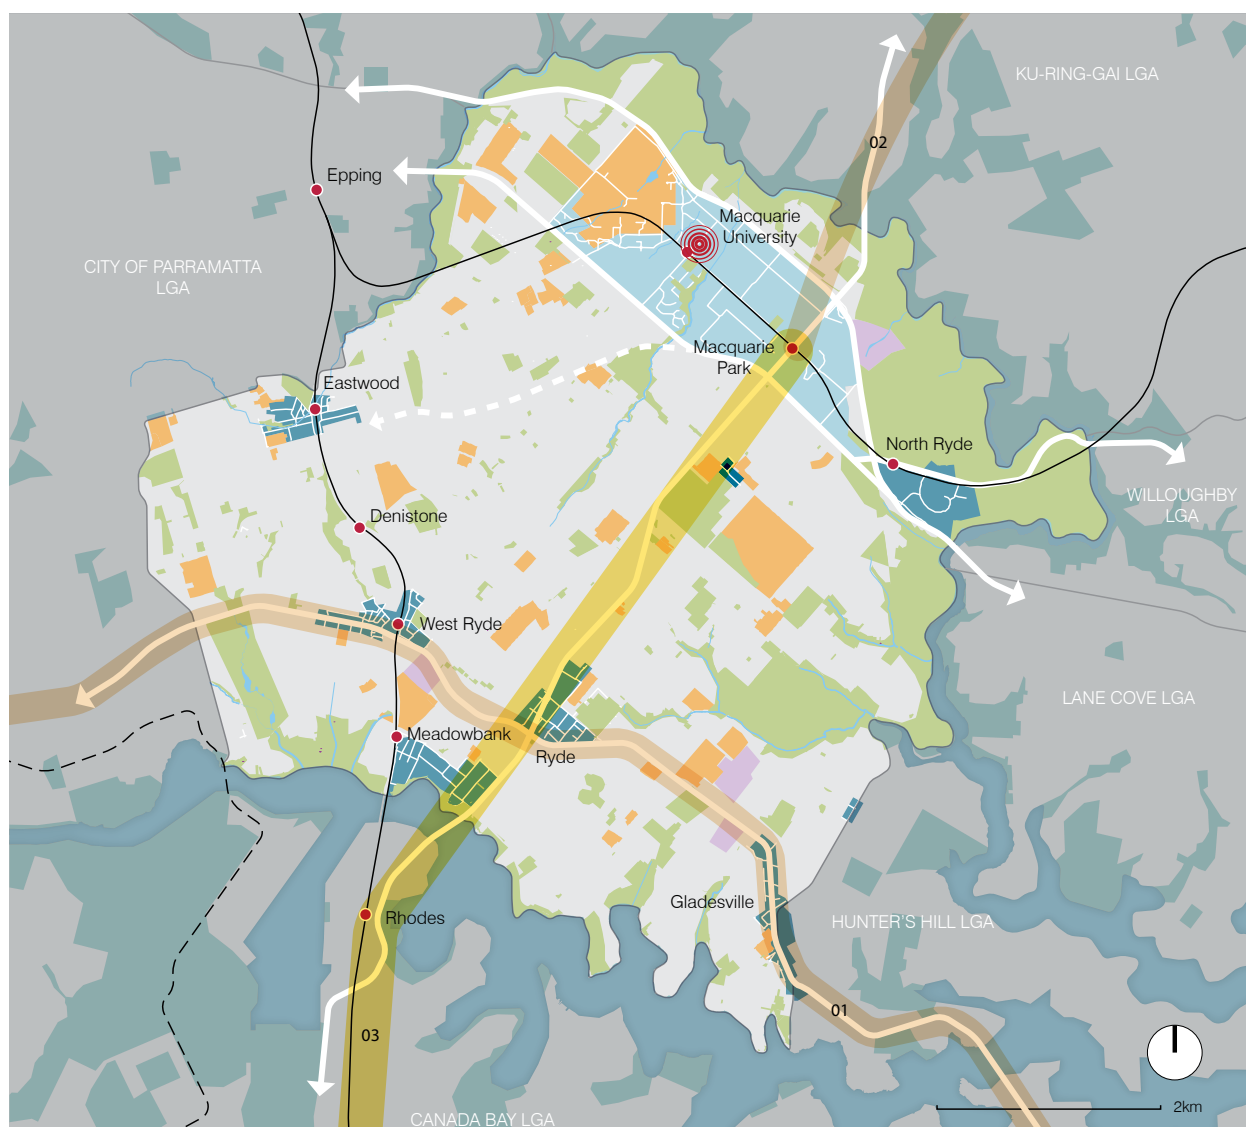 KU-RING-GAI LGA
02
Epping
Macquarie
University
CITY OF PARRAMATTA
LGA
Macquarie
Park
Eastwood
North Ryde
WILLOUGHBY
LGA
Denistone
West Ryde
LANE COVE LGA
Meadowbank
Ryde
Gladesville
Rhodes
HUNTER'S HILL LGA
01
03
2km
CANADA BAY LGA